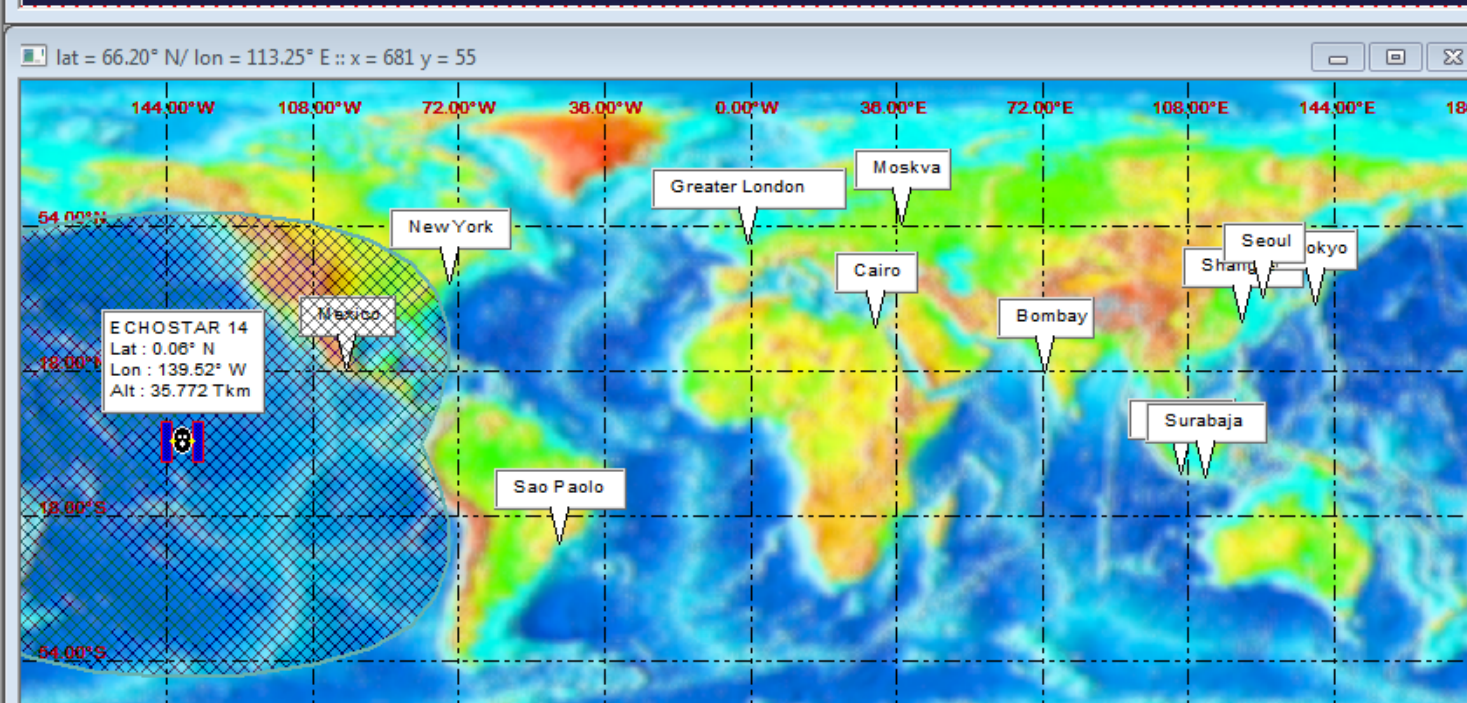 lat = 66.20° N/ lon = 113.25° E :: x = 681 y = 55
144.00°W 108.00°W 72.00°W 36.00°W 0.00°W 36.00°E 72.00°E 108.00°E 144.00°E 18
Moskva
Greater London
54.00°N
New York
Seoul
okyo
Cairo
Shang
Mexico
Bombay
ECHOSTAR 14
Lat : 0.06° N
18.00°N
Lon : 139.52° W
Alt : 35.772 Tkm
Surabaja
Sao Paolo
18.00°S
54.00°S